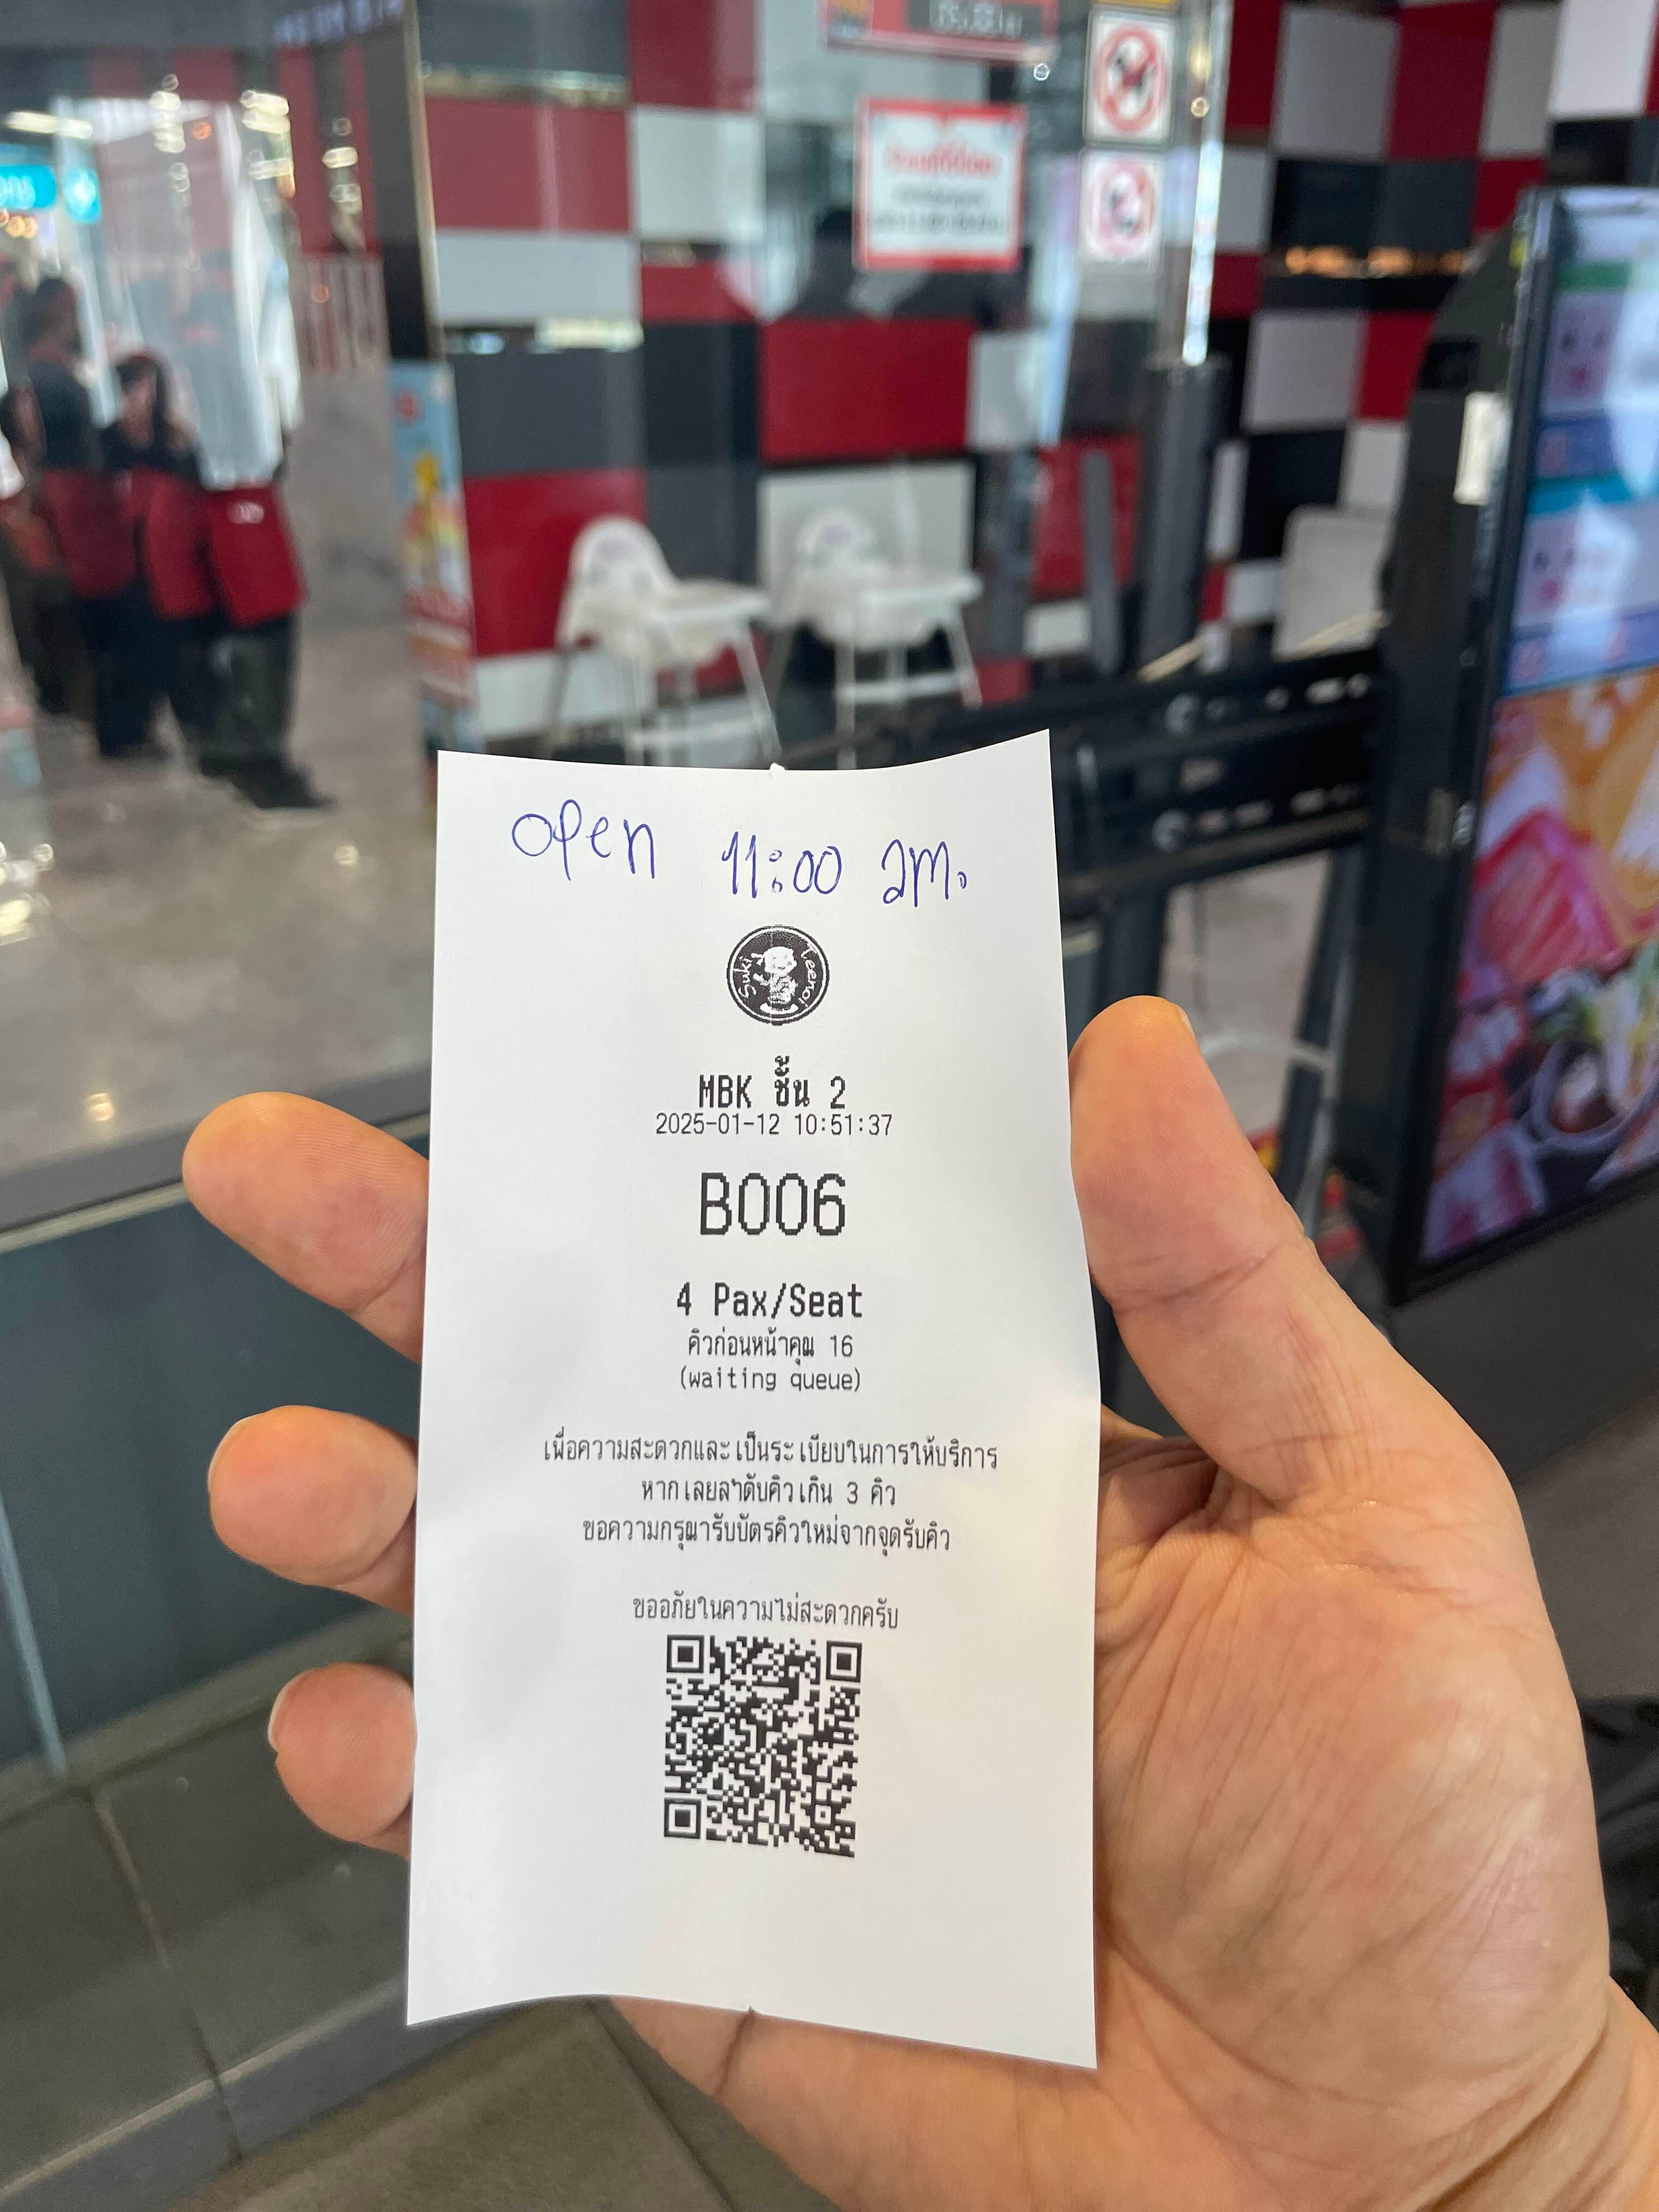 open 11:00 am.
Teenoi
Suki
MBK ชั้น 2
2025-01-12 10:51:37
B006
4 Pax/Seat
คิวก่อนหน้าคุณ 16
(waiting queue)
เพื่อความสะดวกและเป็นระเบียบในการให้บริการ
หากเลยลำดับคิวเกิน 3 คิว
ขอความกรุณารับบัตรคิวใหม่จากจุดรับคิว
ขออภัยในความไม่สะดวกครับ